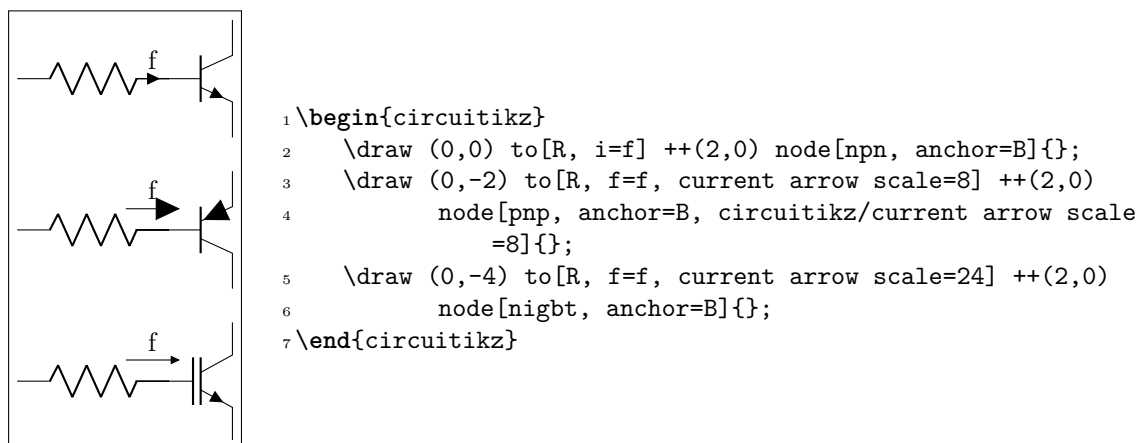 f
f
f
1 \begin{circuitikz}
2 \draw (0,0) to[R, i=f] ++(2,0) node[npn, anchor=B]{};
3 \draw (0,-2) to[R, f=f, current arrow scale=8] ++(2,0)
4 node[pnp, anchor=B, circuitikz/current arrow scale
=8]{};
5 \draw (0,-4) to[R, f=f, current arrow scale=24] ++(2,0)
6 node[nigbt, anchor=B]{};
7 \end{circuitikz}